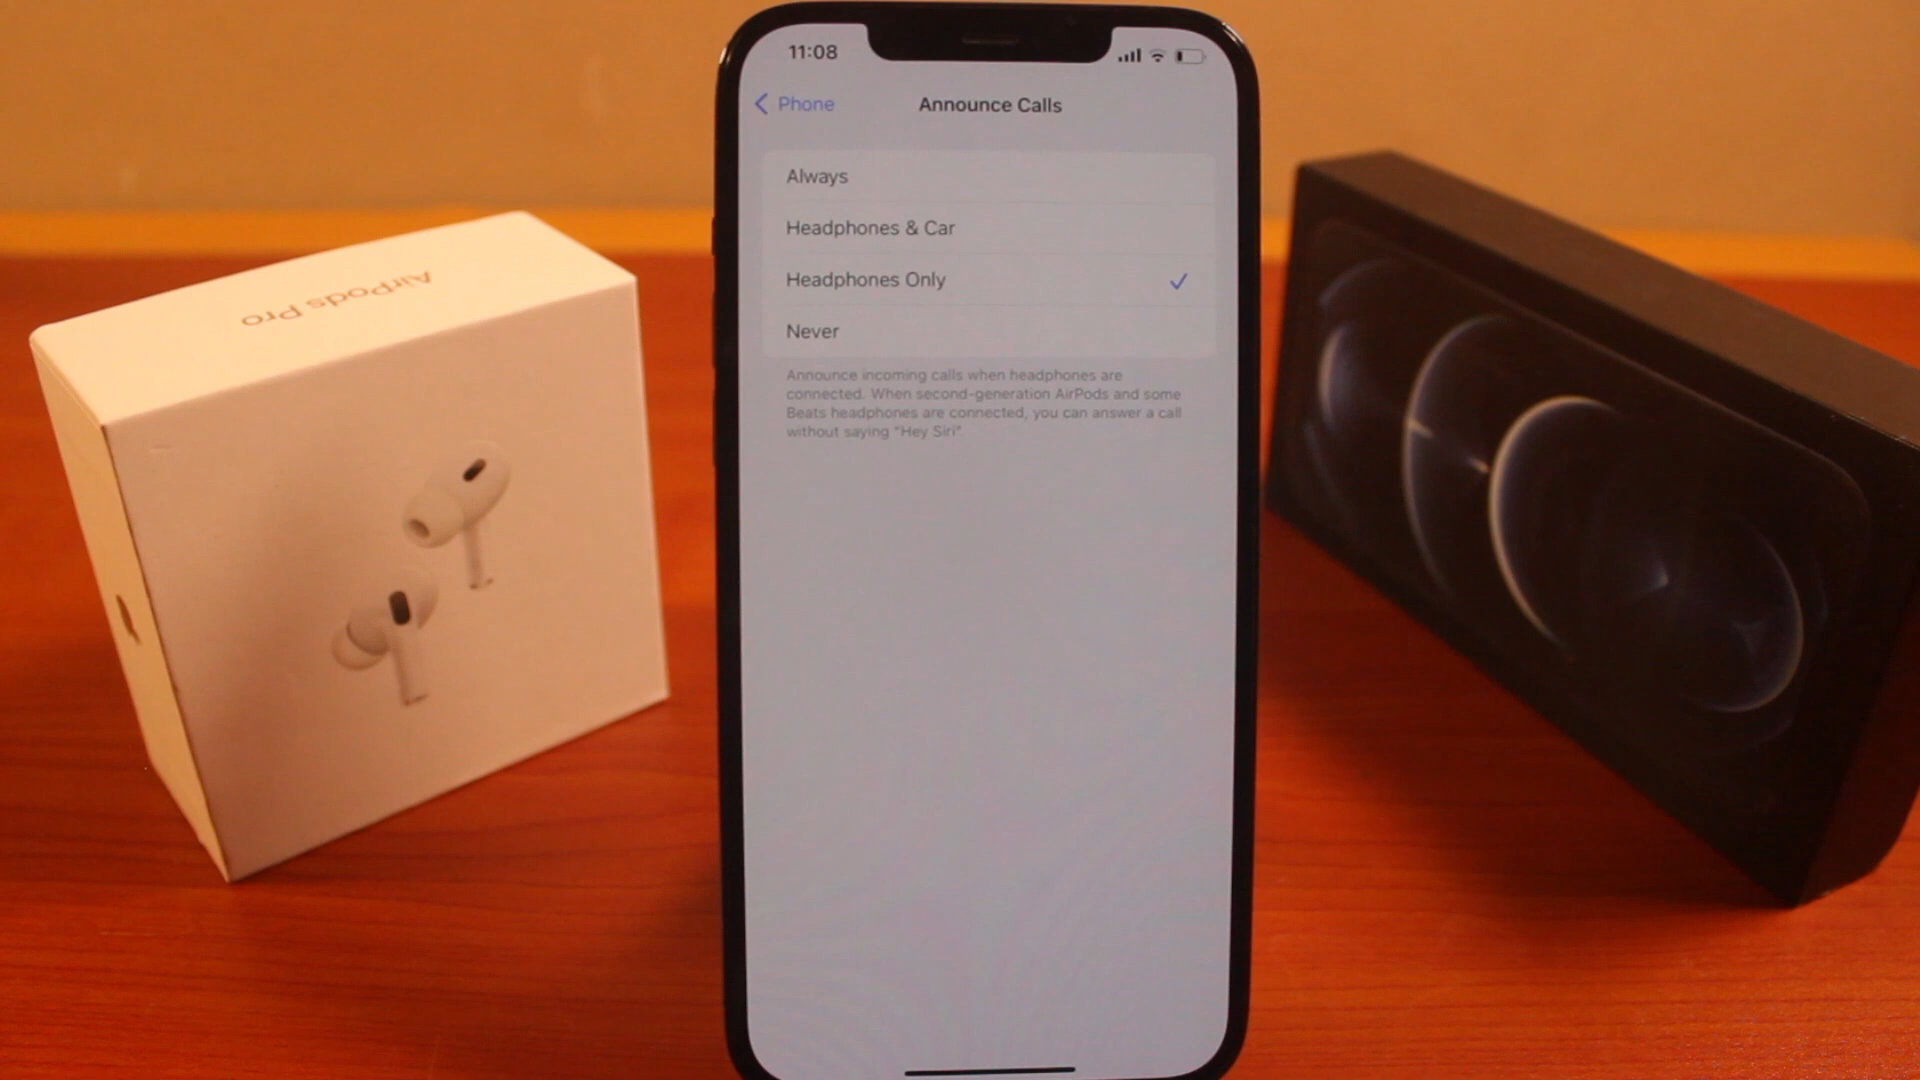 11:08
Phone
Announce Calls
Always
Headphones & Car
Headphones Only
Never
Announce incoming calls when headphones are
connected. When second-generation AirPods and some
Beats headphones are connected, you can answer a call
without saying "Hey Siri".
AirPods Pro